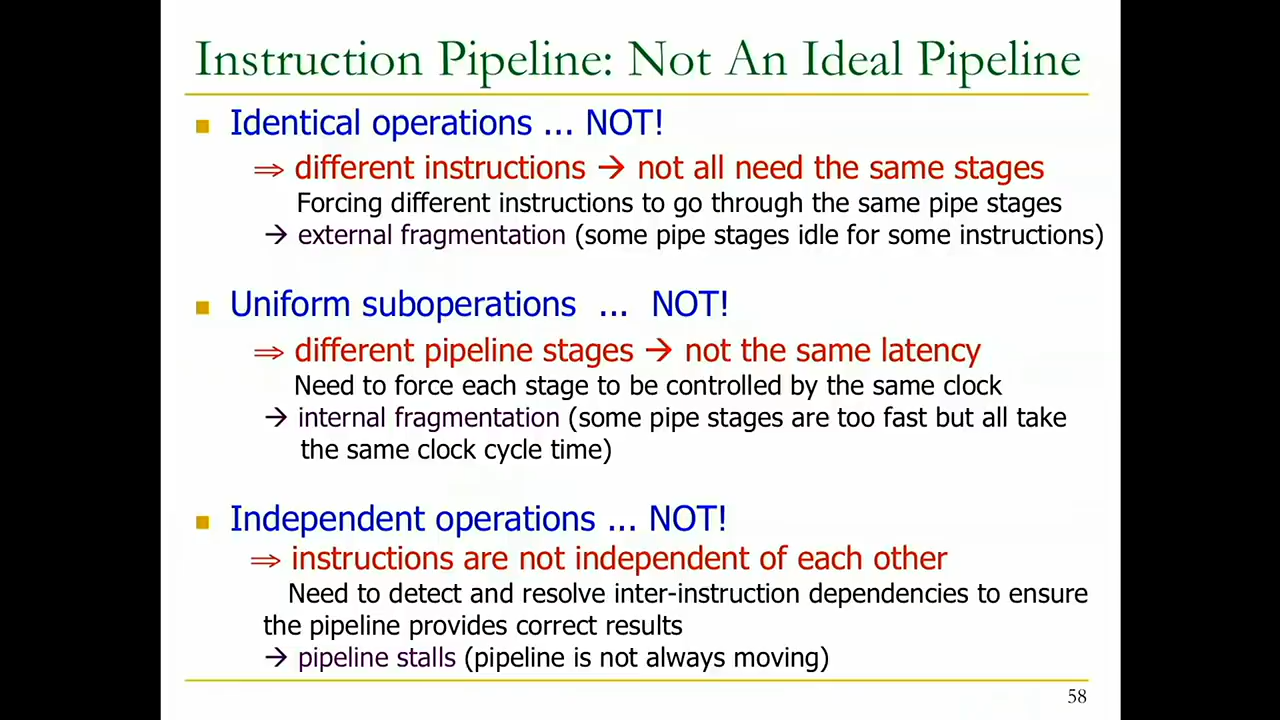 Instruction Pipeline: Not An Ideal Pipeline
■ Identical operations ... NOT!
⇒ different instructions → not all need the same stages
Forcing different instructions to go through the same pipe stages
→ external fragmentation (some pipe stages idle for some instructions)
■ Uniform suboperations ... NOT!
⇒ different pipeline stages → not the same latency
Need to force each stage to be controlled by the same clock
→ internal fragmentation (some pipe stages are too fast but all take
the same clock cycle time)
■ Independent operations ... NOT!
⇒ instructions are not independent of each other
Need to detect and resolve inter-instruction dependencies to ensure
the pipeline provides correct results
→ pipeline stalls (pipeline is not always moving)
58